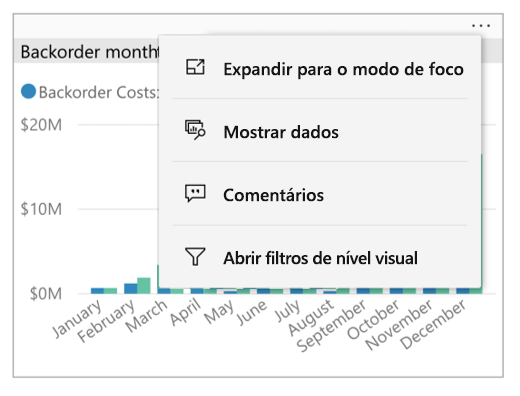 ...
Backorder month
Backorder Costs:
Expandir para o modo de foco
Mostrar dados
Comentários
Abrir filtros de nível visual
$20M
$10M
$0M
January
February
March
April
May
June
July
August
September
October
November
December